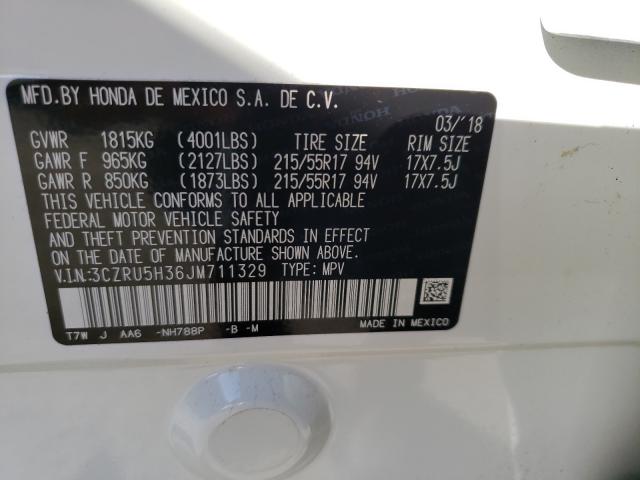 MFD.BY HONDA DE MEXICO S.A. DE C.V.
03/'18
GVWR 1815KG (4001LBS) TIRE SIZE RIM SIZE
GAWR F 965KG (2127LBS) 215/55R17 94V 17X7.5J
GAWR R 850KG (1873LBS) 215/55R17 94V 17X7.5J
THIS VEHICLE CONFORMS TO ALL APPLICABLE
FEDERAL MOTOR VEHICLE SAFETY
AND THEFT PREVENTION STANDARDS IN EFFECT
ON THE DATE OF MANUFACTURE SHOWN ABOVE.
V.I.N.:3CZRU5H36JM711329 TYPE: MPV
T7W J AA6 -NH788P -B -M MADE IN MEXICO